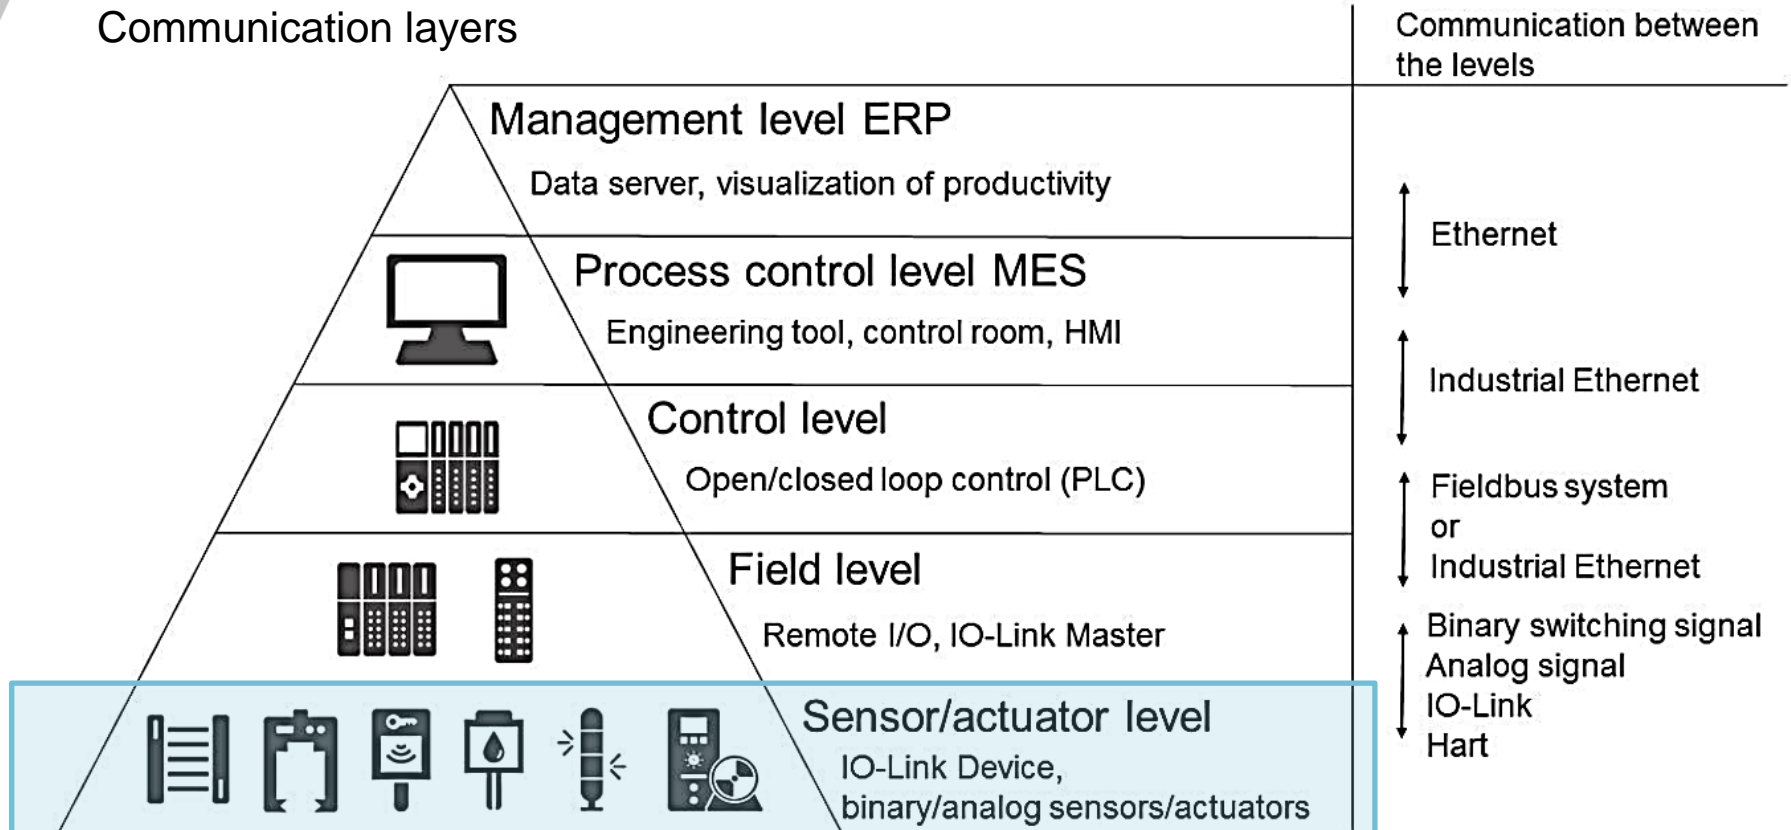 Communication layers
Communication between
the levels
Management level ERP
Data server, visualization of productivity
Ethernet
Process control level MES
Engineering tool, control room, HMI
Industrial Ethernet
Control level
Open/closed loop control (PLC)
Fieldbus system
or
Industrial Ethernet
Field level
Remote I/O, IO-Link Master
Binary switching signal
Analog signal
IO-Link
Hart
Sensor/actuator level
IO-Link Device,
binary/analog sensors/actuators